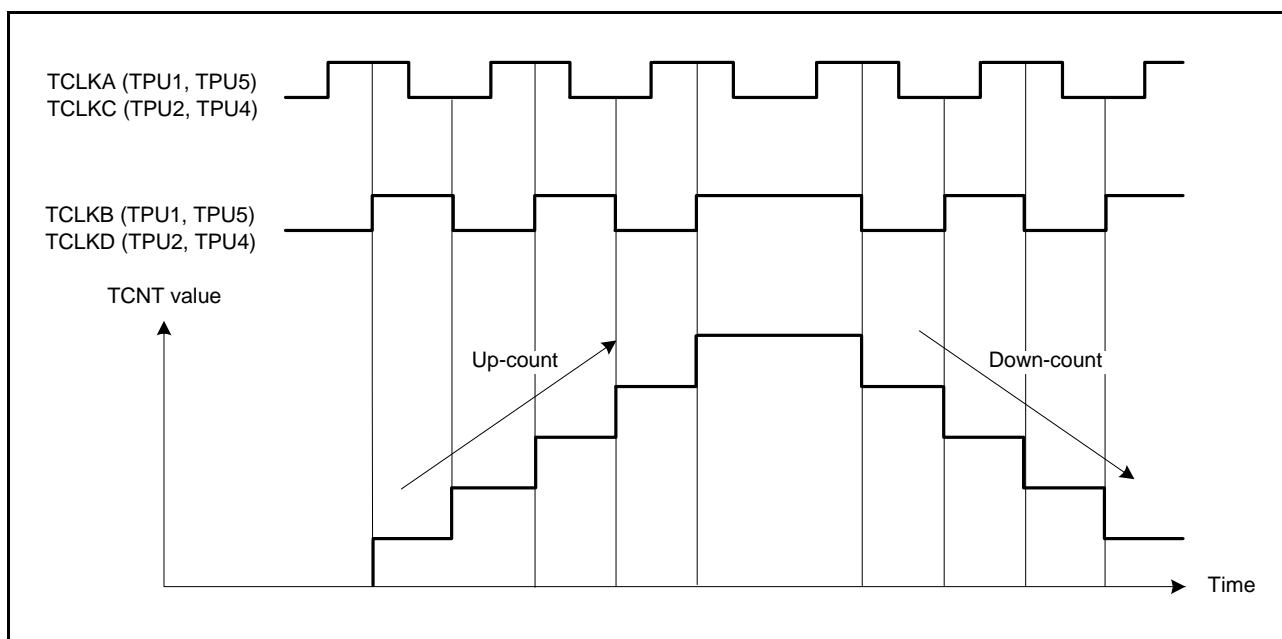 TCLKA (TPU1, TPU5)
TCLKC (TPU2, TPU4)
TCLKB (TPU1, TPU5)
TCLKD (TPU2, TPU4)
TCNT value
Up-count
Down-count
Time